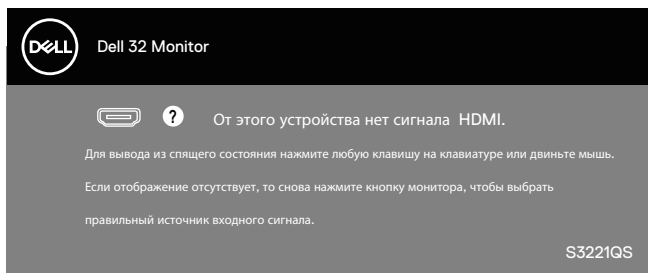 DELL
Dell 32 Monitor
?
От этого устройства нет сигнала HDMI.
Для вывода из спящего состояния нажмите любую клавишу на клавиатуре или двиньте мышь.
Если отображение отсутствует, то снова нажмите кнопку монитора, чтобы выбрать
правильный источник входного сигнала.
S3221QS